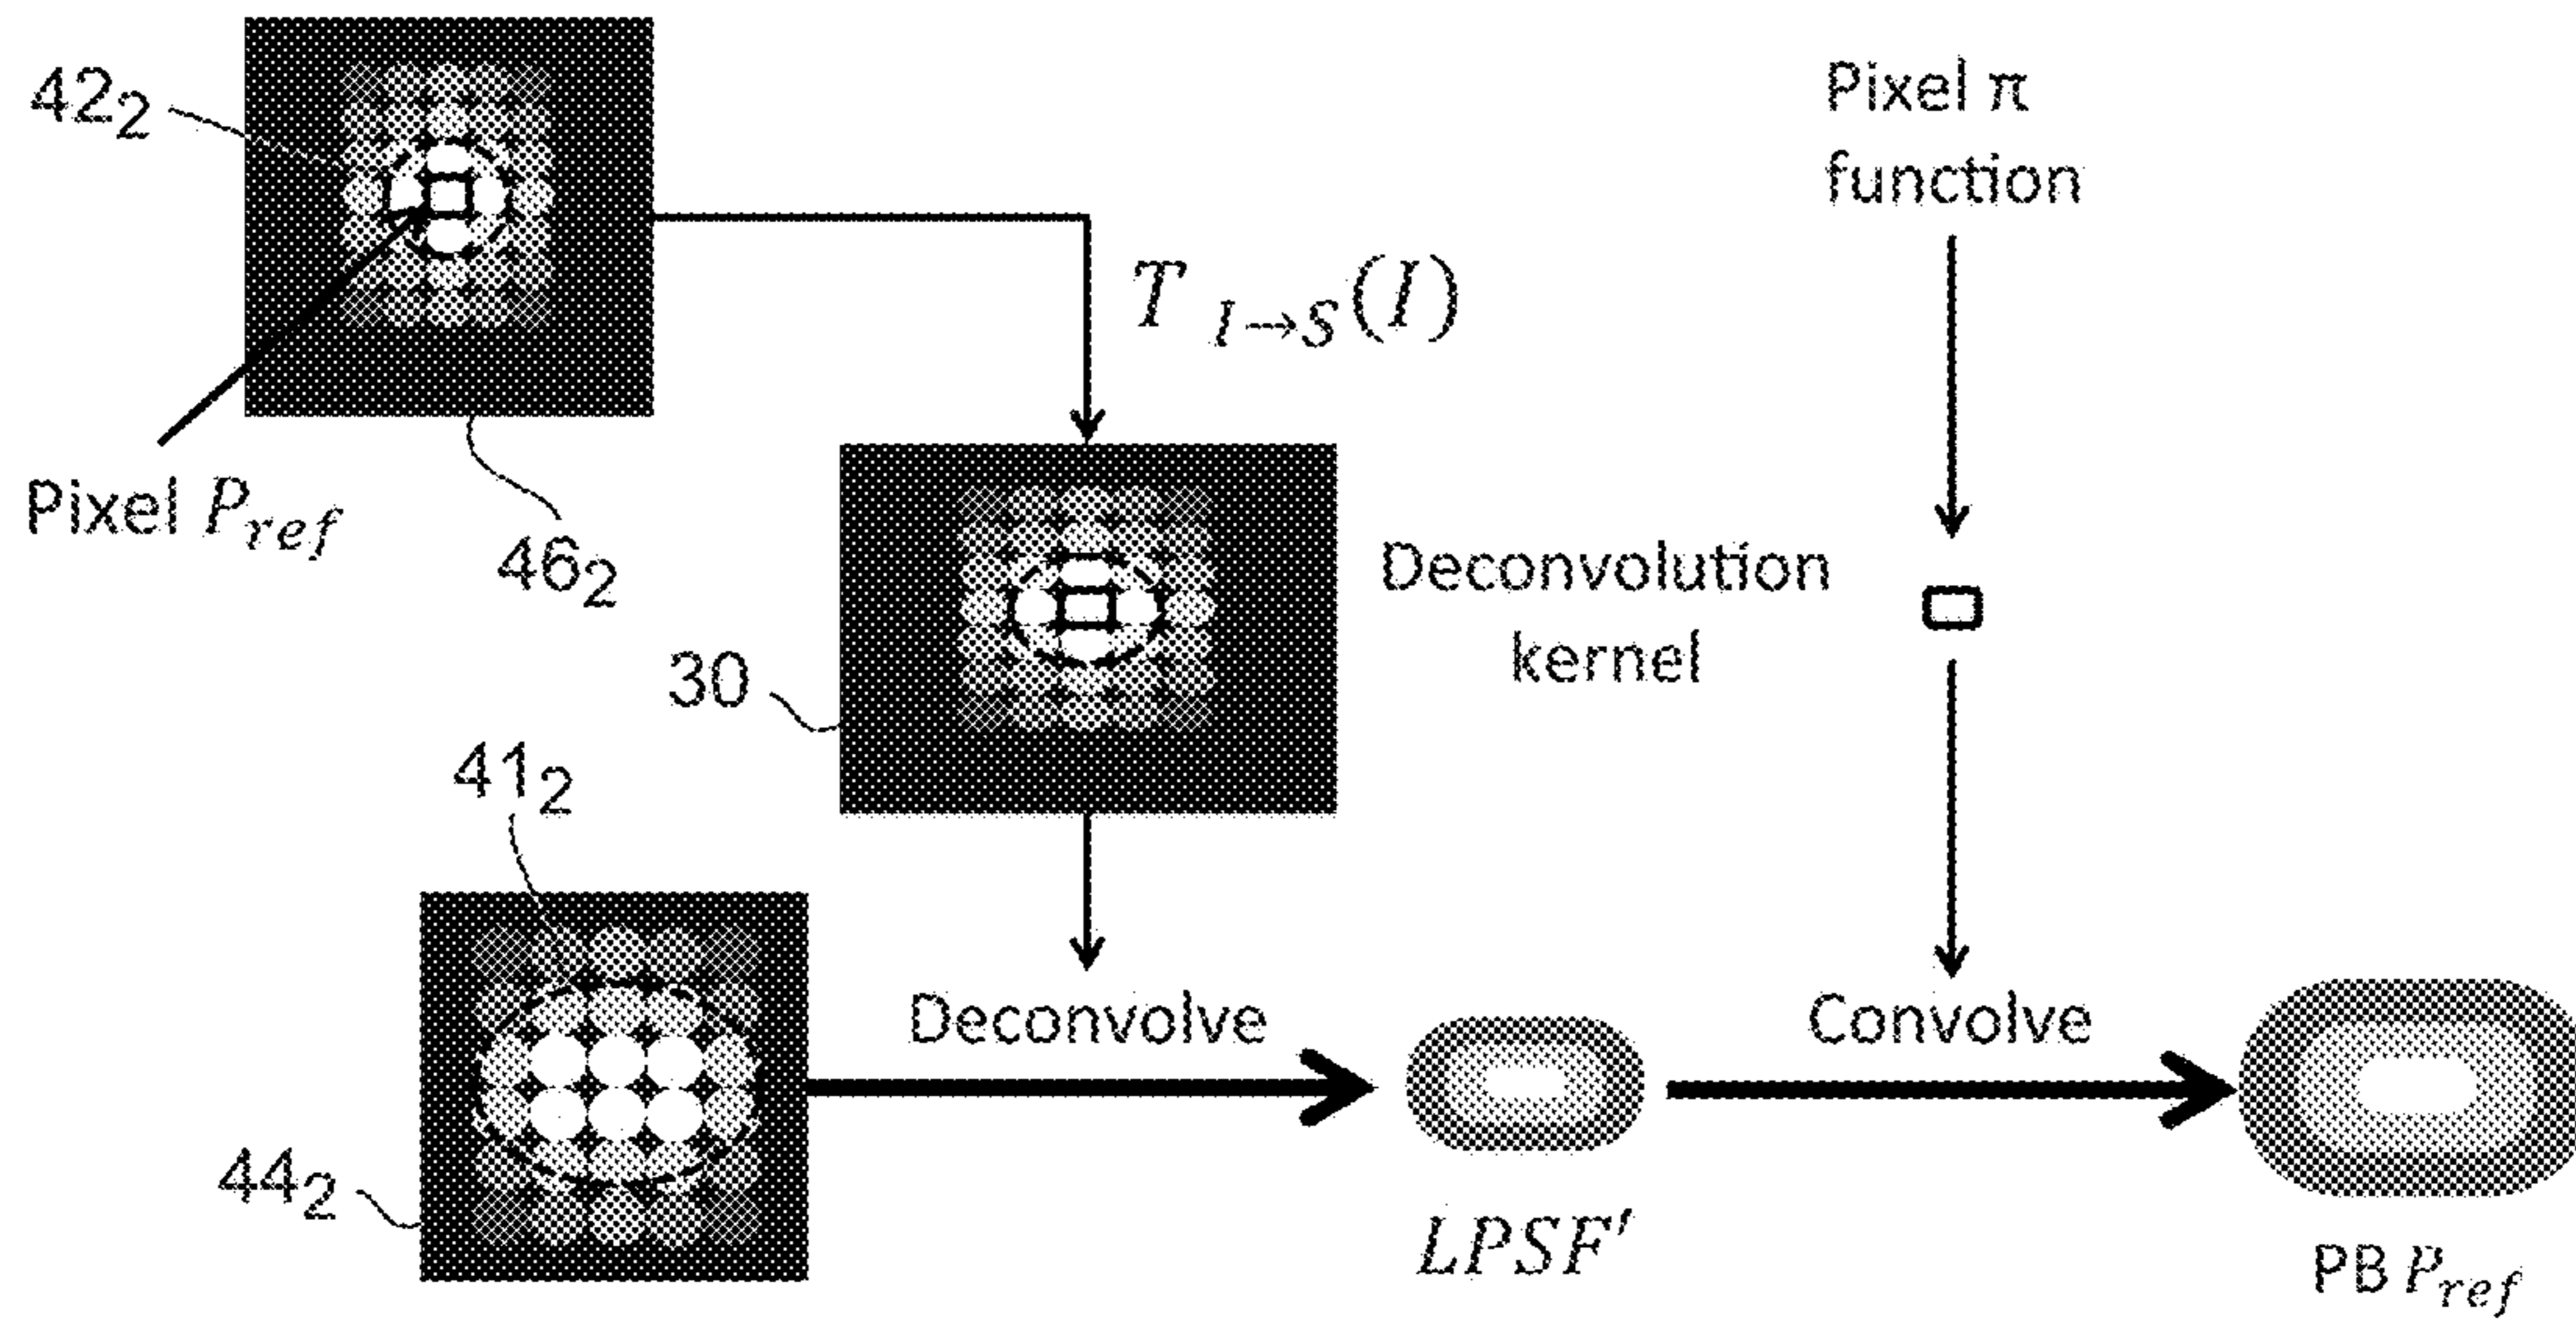 42₂
Pixel π
function
T I→S(I)
Pixel P_ref
46₂
Deconvolution
kernel
30
41₂
Deconvolve
Convolve
44₂
LPSF′
PB P_ref